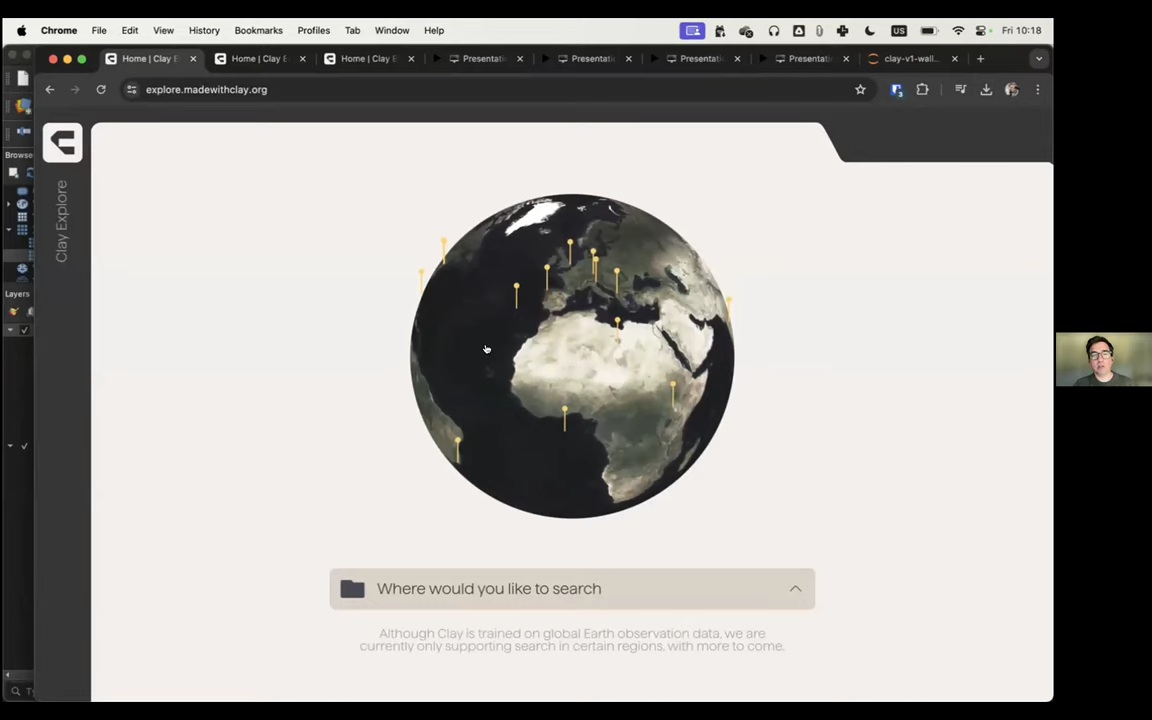 Chrome File Edit View History Bookmarks Profiles Tab Window Help US Fri 10:18
Home | Clay E Home | Clay E Home | Clay E Presentati Presentati Presentati Presentati clay-v1-wall...
explore.madewithclay.org
Clay Explore
Brows
Layers
Where would you like to search
Although Clay is trained on global Earth observation data, we are
currently only supporting search in certain regions, with more to come.